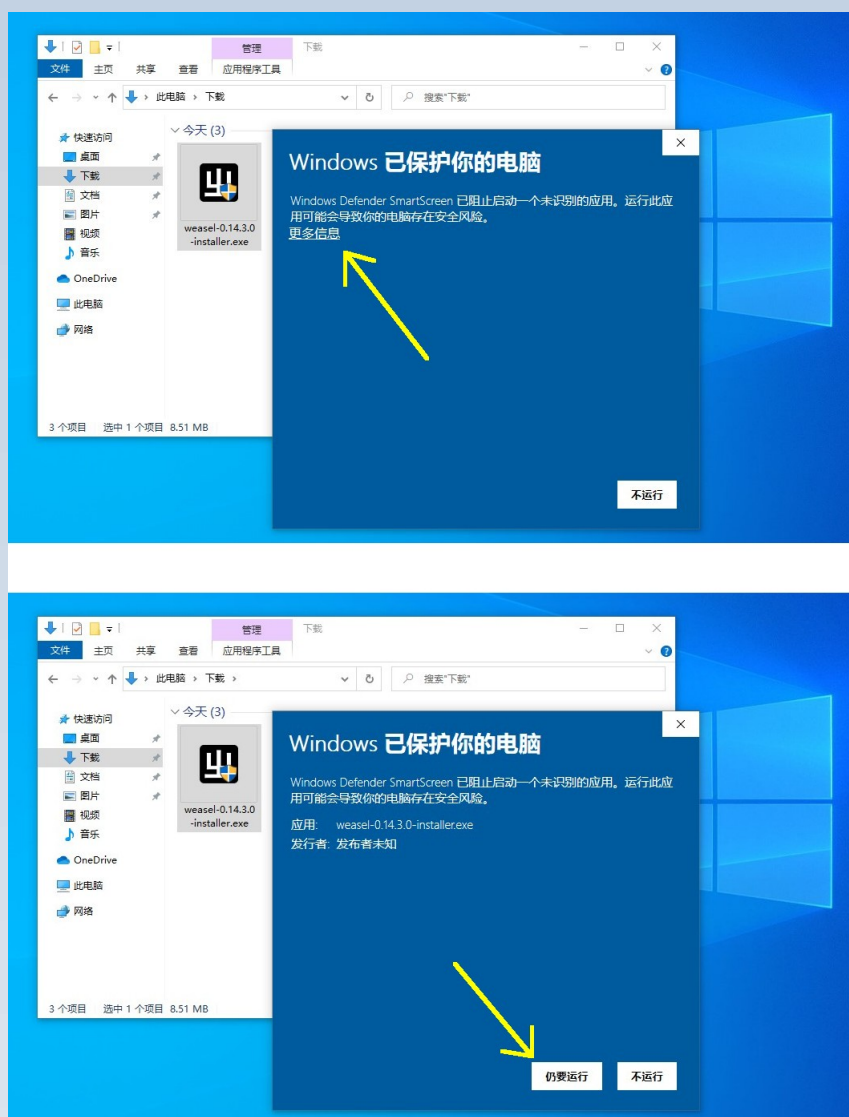 管理 下载
文件 主页 共享 查看 应用程序工具
此电脑 › 下载 搜索"下载"
快速访问
桌面
下载
文档
图片
视频
音乐
OneDrive
此电脑
网络
今天 (3)
weasel-0.14.3.0
-installer.exe
3 个项目 选中 1 个项目 8.51 MB
Windows 已保护你的电脑
Windows Defender SmartScreen 已阻止启动一个未识别的应用。运行此应
用可能会导致你的电脑存在安全风险。
更多信息
不运行
管理 下载
文件 主页 共享 查看 应用程序工具
此电脑 › 下载 › 搜索"下载"
快速访问
桌面
下载
文档
图片
视频
音乐
OneDrive
此电脑
网络
今天 (3)
weasel-0.14.3.0
-installer.exe
3 个项目 选中 1 个项目 8.51 MB
Windows 已保护你的电脑
Windows Defender SmartScreen 已阻止启动一个未识别的应用。运行此应
用可能会导致你的电脑存在安全风险。
应用: weasel-0.14.3.0-installer.exe
发行者: 发布者未知
仍要运行 不运行